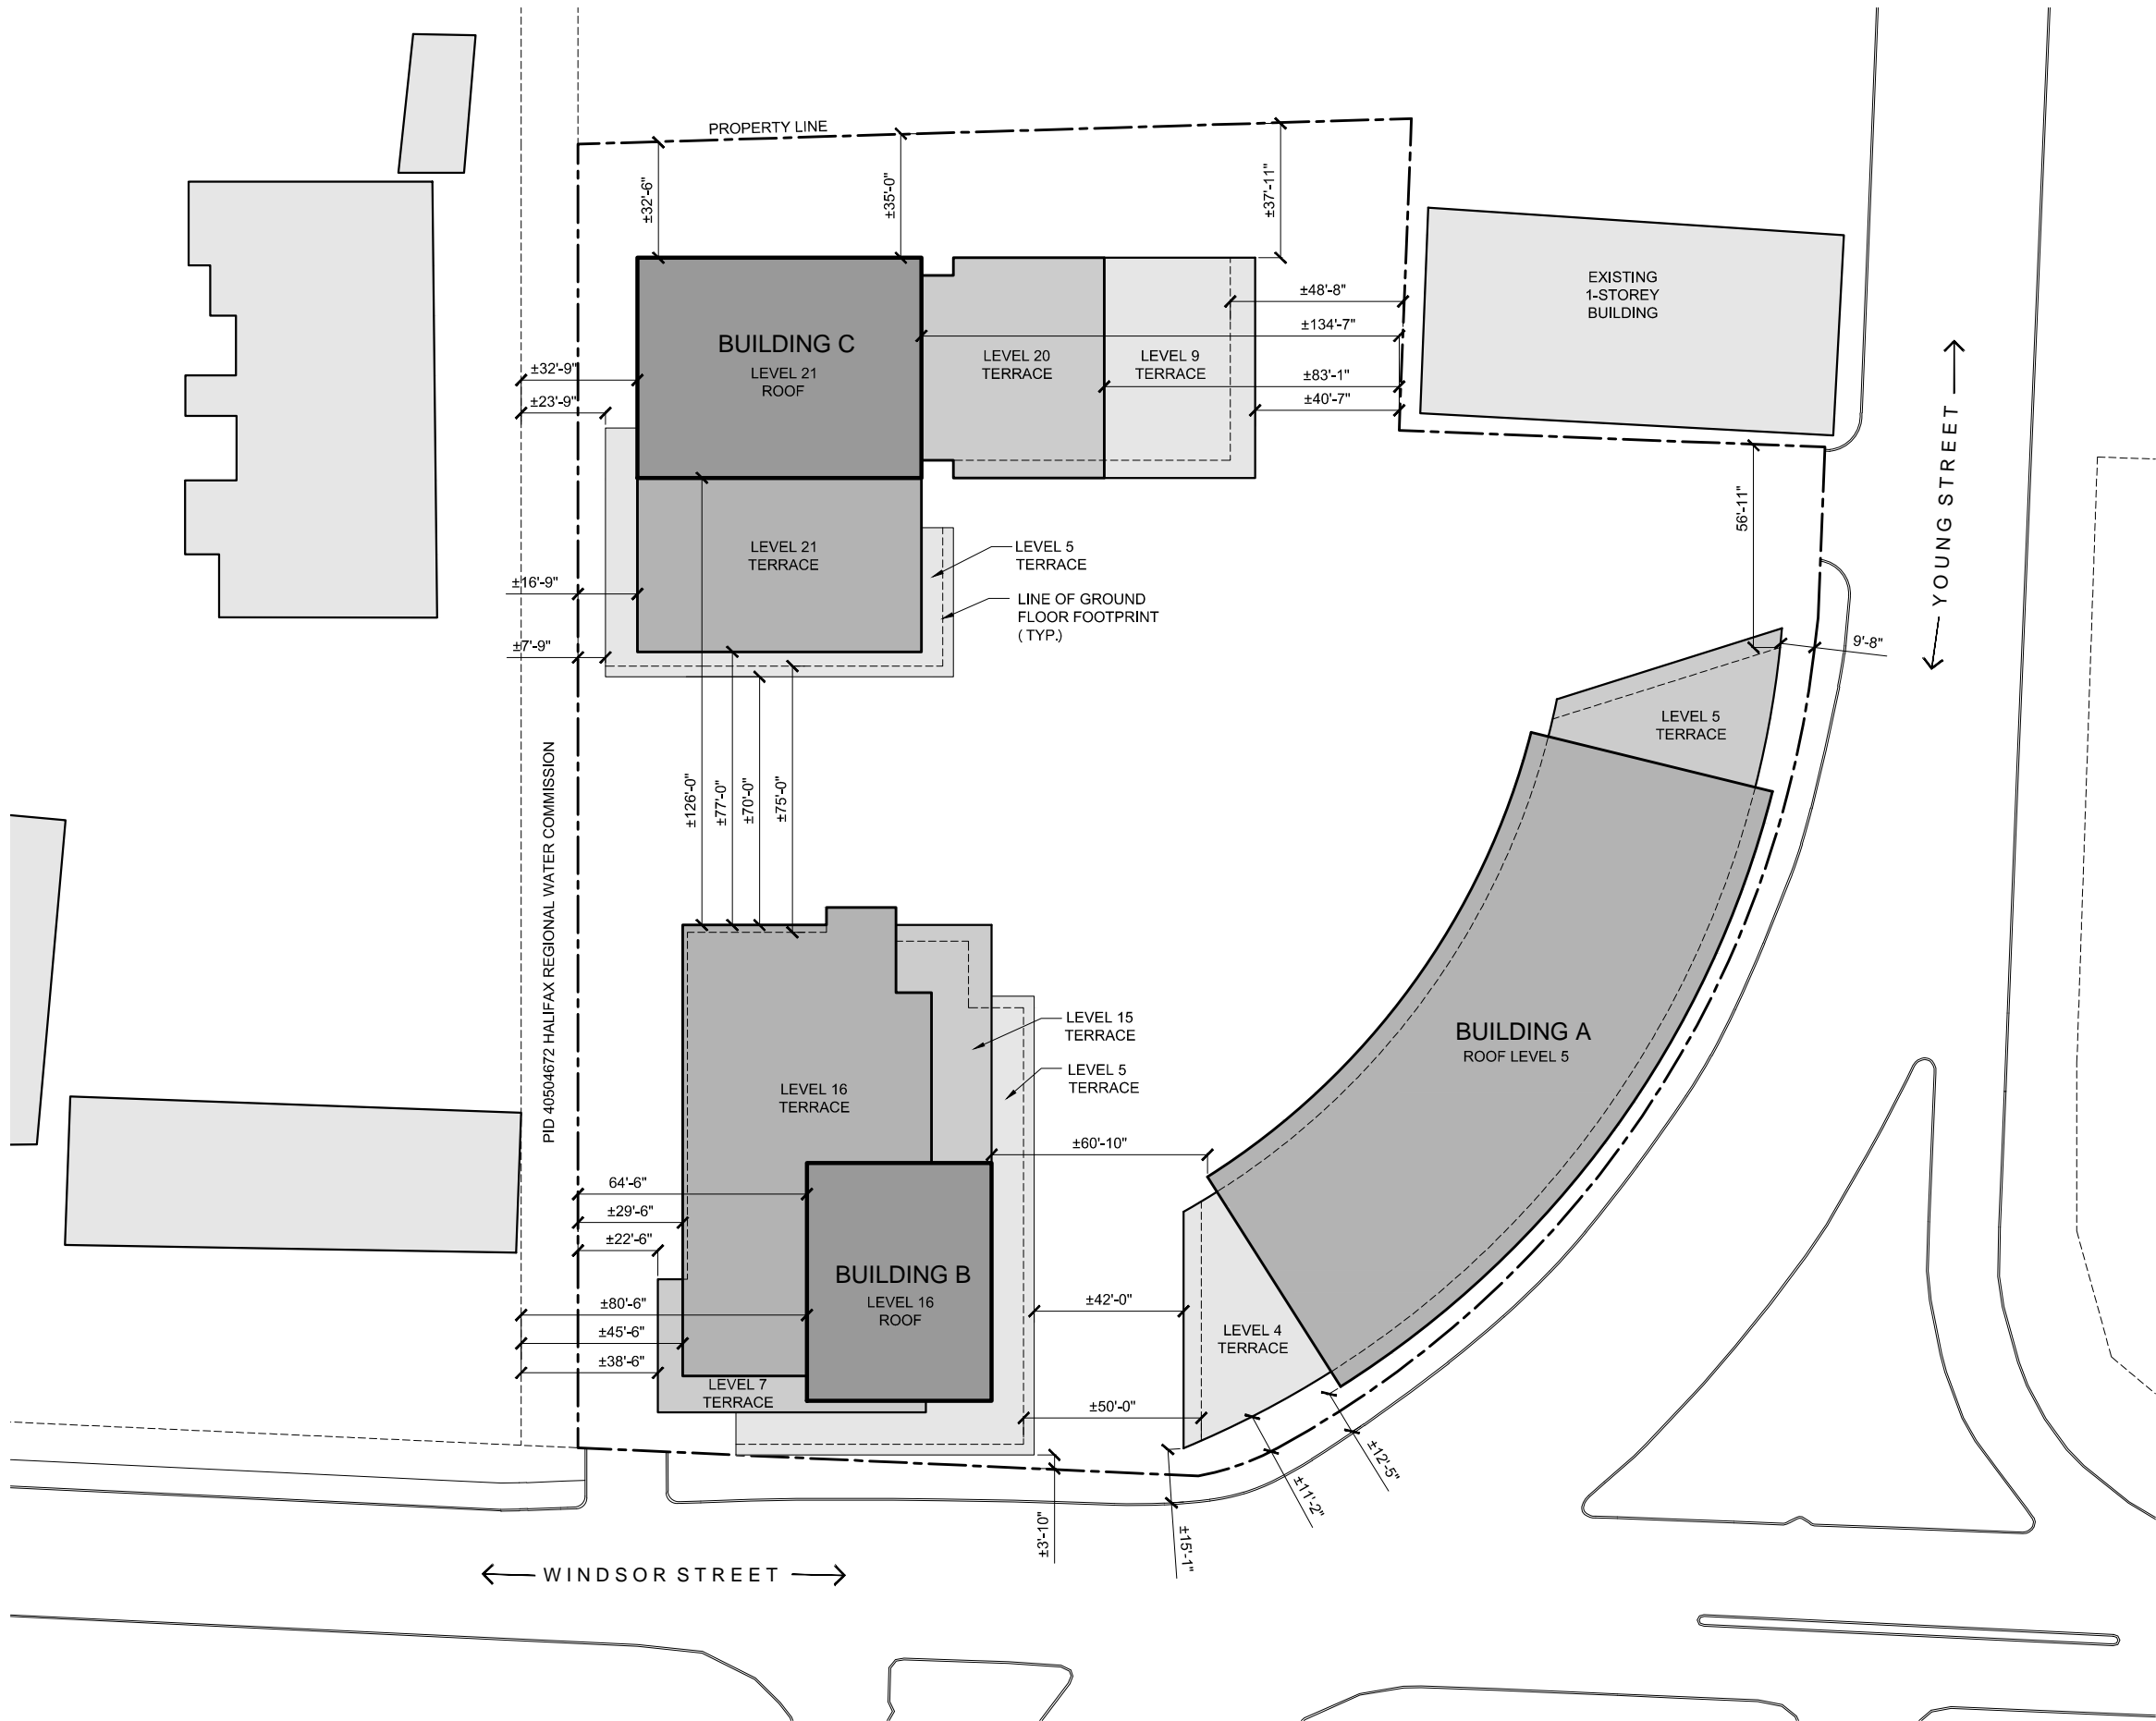 PROPERTY LINE
±32'-6"
±35'-0"
±37'-11"
EXISTING
1-STOREY
BUILDING
±48'-8"
±134'-7"
BUILDING C
LEVEL 21
ROOF
LEVEL 20
TERRACE
LEVEL 9
TERRACE
±32'-9"
±83'-1"
±23'-9"
±40'-7"
56'-11"
YOUNG STREET
LEVEL 21
TERRACE
LEVEL 5
TERRACE
±16'-9"
LINE OF GROUND
FLOOR FOOTPRINT
( TYP.)
±7'-9"
9'-8"
LEVEL 5
TERRACE
PID 40504672 HALIFAX REGIONAL WATER COMMISSION
±126'-0"
±77'-0"
±70'-0"
±75'-0"
LEVEL 15
TERRACE
BUILDING A
ROOF LEVEL 5
LEVEL 5
TERRACE
LEVEL 16
TERRACE
±60'-10"
64'-6"
±29'-6"
±22'-6"
BUILDING B
LEVEL 16
ROOF
±80'-6"
±42'-0"
±45'-6"
LEVEL 4
TERRACE
±38'-6"
LEVEL 7
TERRACE
±50'-0"
±12'-5"
±11'-2"
±3'-10"
±15'-1"
WINDSOR STREET